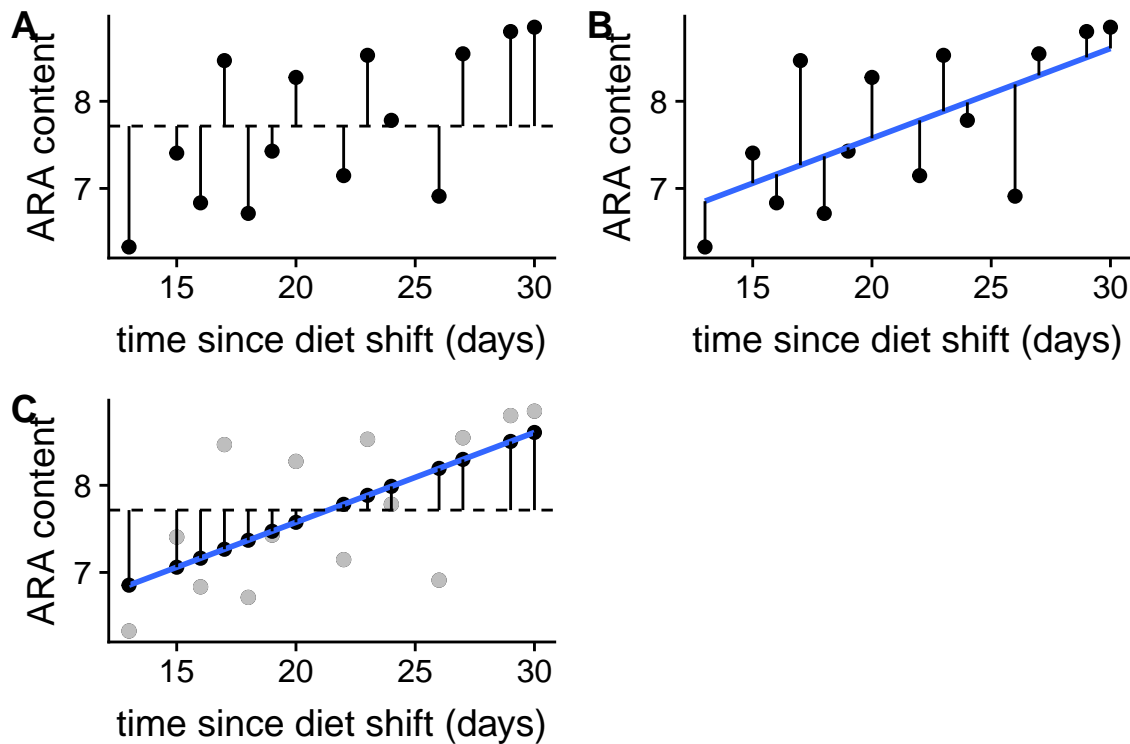 A
ARA content
8
7
15 20 25 30
time since diet shift (days)
B
ARA content
8
7
15 20 25 30
time since diet shift (days)
C
ARA content
8
7
15 20 25 30
time since diet shift (days)